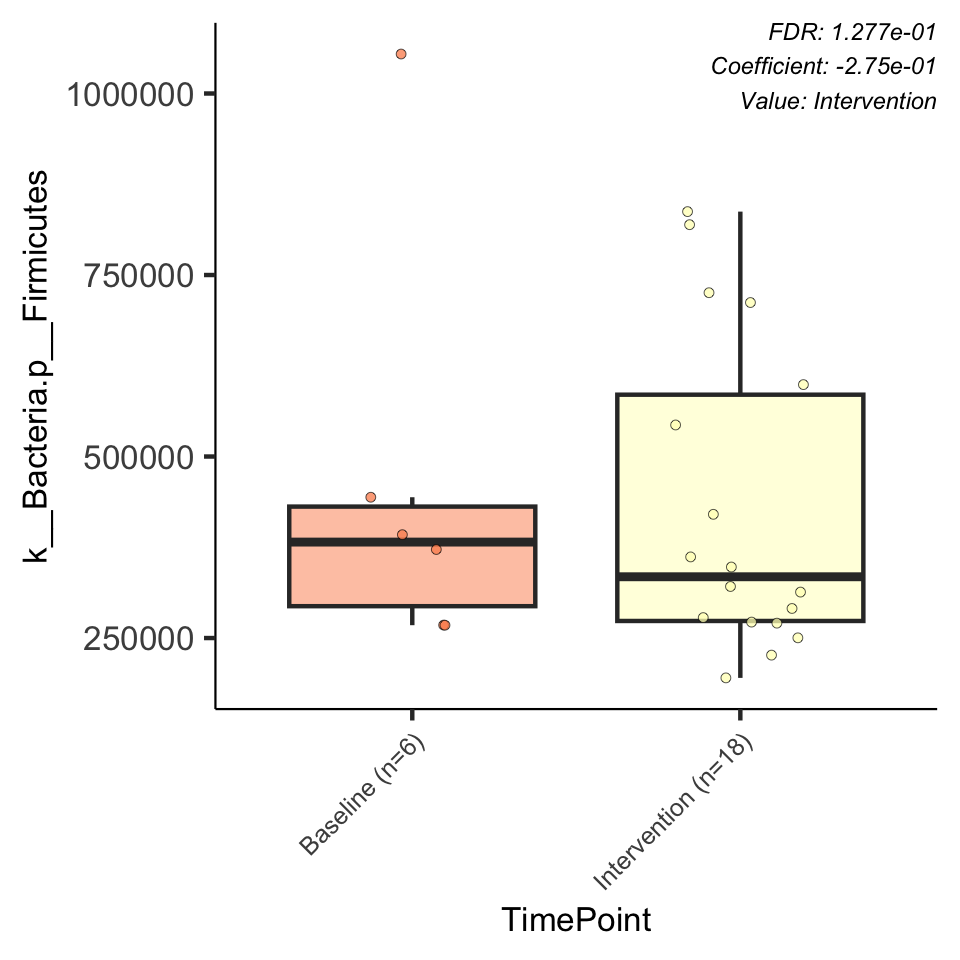 FDR: 1.277e-01
Coefficient: -2.75e-01
Value: Intervention
k__Bacteria.p__Firmicutes
1000000
750000
500000
250000
Baseline (n=6)
Intervention (n=18)
TimePoint